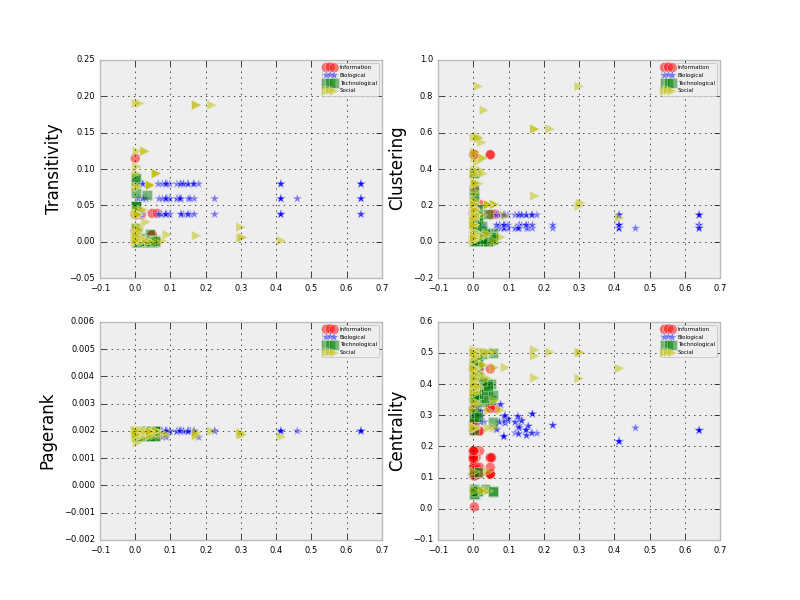 Transitivity
0.25
0.20
0.15
0.10
0.05
0.00
−0.05
−0.1 0.0 0.1 0.2 0.3 0.4 0.5 0.6 0.7
Information
Biological
Technological
Social
Clustering
1.0
0.8
0.6
0.4
0.2
0.0
−0.2
−0.1 0.0 0.1 0.2 0.3 0.4 0.5 0.6 0.7
Information
Biological
Technological
Social
Pagerank
0.006
0.005
0.004
0.003
0.002
0.001
0.000
−0.001
−0.002
−0.1 0.0 0.1 0.2 0.3 0.4 0.5 0.6 0.7
Information
Biological
Technological
Social
Centrality
0.6
0.5
0.4
0.3
0.2
0.1
0.0
−0.1
−0.1 0.0 0.1 0.2 0.3 0.4 0.5 0.6 0.7
Information
Biological
Technological
Social